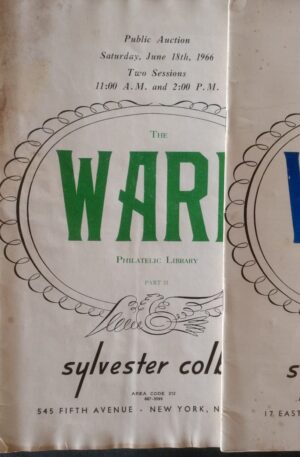 Public Auction
Saturday, June 18th, 1966
Two Sessions
11:00 A.M. and 2:00 P.M.
The
WAR
Philatelic Library
PART II
sylvester col
AREA CODE 212
545 FIFTH AVENUE - NEW YORK, N
s
17 EAST